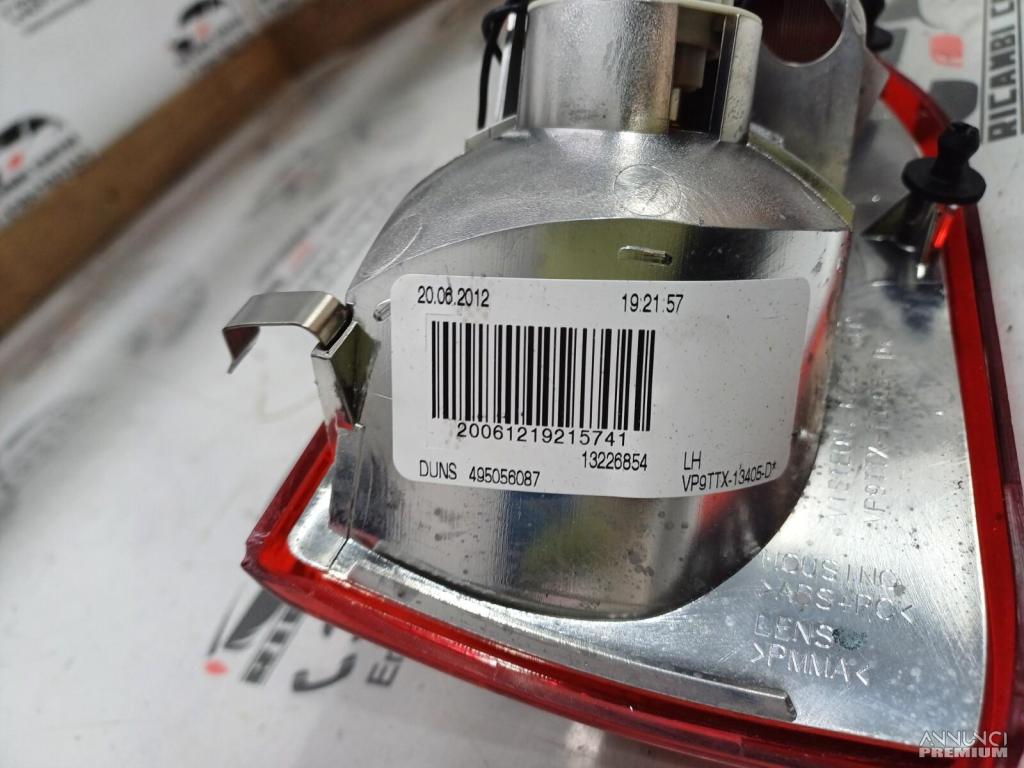 RICAMBI
20.06.2012 19:21:57
20061219215741
13226854 LH
DUNS 495056087 VP9TTX-13405-D*
HOUSING
>ABS+PC<
LENS
>PMMA<
ANNUNCI
PREMIUM